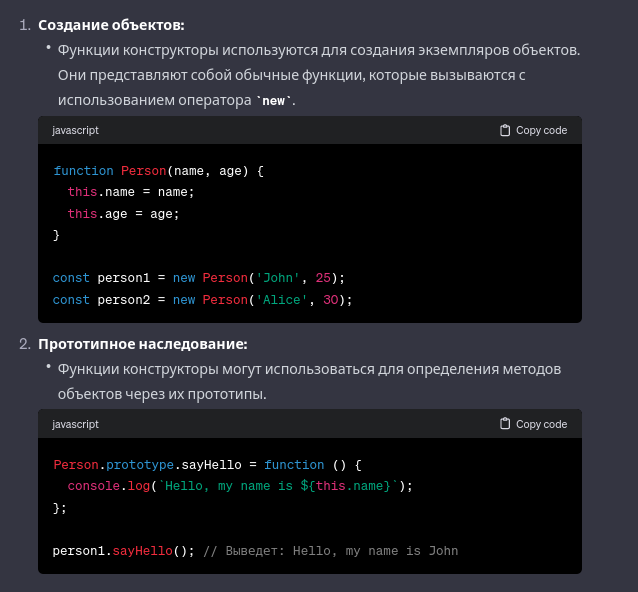 1. Создание объектов:
• Функции конструкторы используются для создания экземпляров объектов.
Они представляют собой обычные функции, которые вызываются с
использованием оператора `new`.
javascript Copy code
function Person(name, age) {
  this.name = name;
  this.age = age;
}
const person1 = new Person('John', 25);
const person2 = new Person('Alice', 30);
2. Прототипное наследование:
• Функции конструкторы могут использоваться для определения методов
объектов через их прототипы.
javascript Copy code
Person.prototype.sayHello = function () {
  console.log(`Hello, my name is ${this.name}`);
};
person1.sayHello(); // Выведет: Hello, my name is John